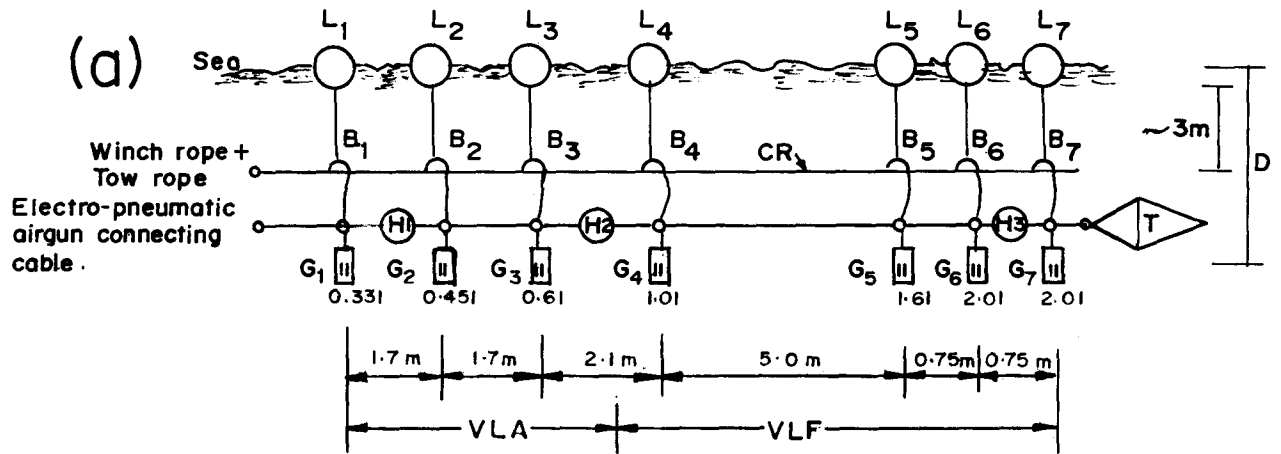 (a)
L1 L2 L3 L4 L5 L6 L7
Sea
~3m
D
B1 B2 B3 B4 CR B5 B6 B7
Winch rope +
Tow rope
Electro-pneumatic
airgun connecting
cable.
H1 H2 H3 T
G1 G2 G3 G4 G5 G6 G7
0.33l 0.45l 0.6l 1.0l 1.6l 2.0l 2.0l
1.7 m 1.7m 2.1m 5.0 m 0.75m 0.75 m
VLA VLF